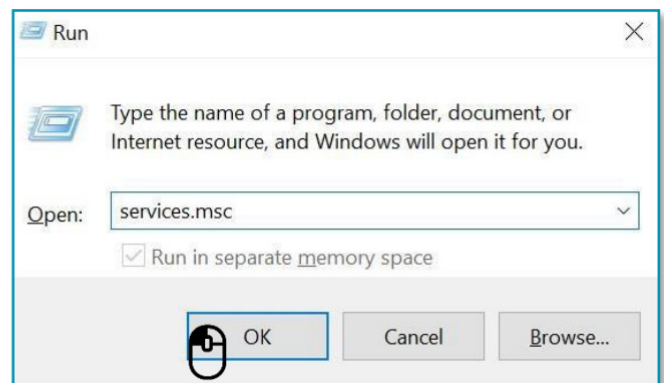 Run
Type the name of a program, folder, document, or
Internet resource, and Windows will open it for you.
Open: services.msc
Run in separate memory space
OK Cancel Browse...